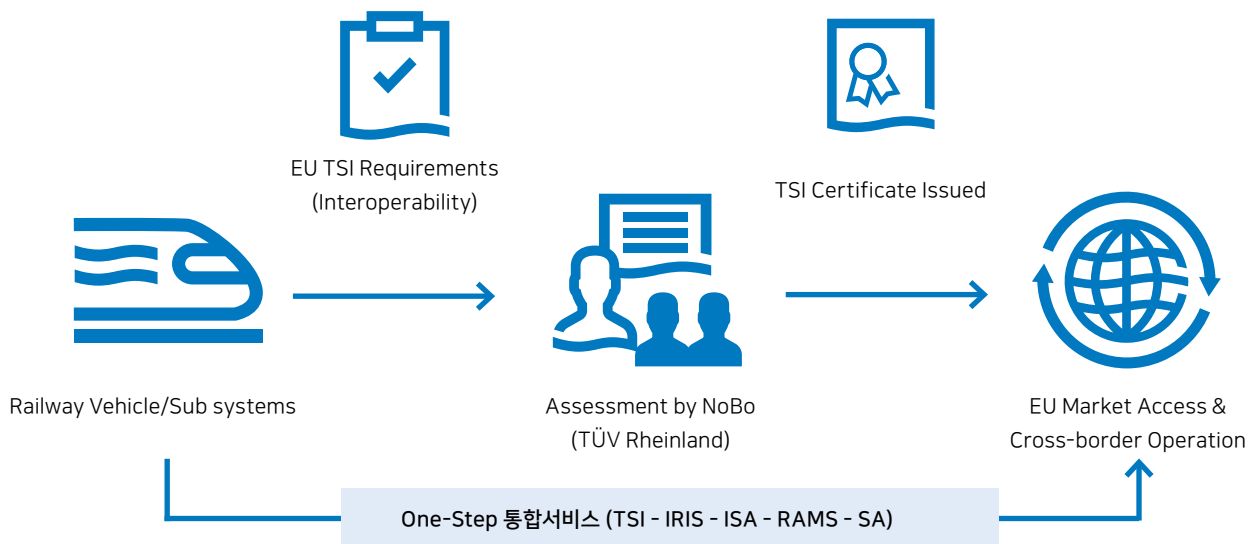 EU TSI Requirements
(Interoperability)
TSI Certificate Issued
Railway Vehicle/Sub systems
Assessment by NoBo
(TÜV Rheinland)
EU Market Access &
Cross-border Operation
One-Step 통합서비스 (TSI - IRIS - ISA - RAMS - SA)